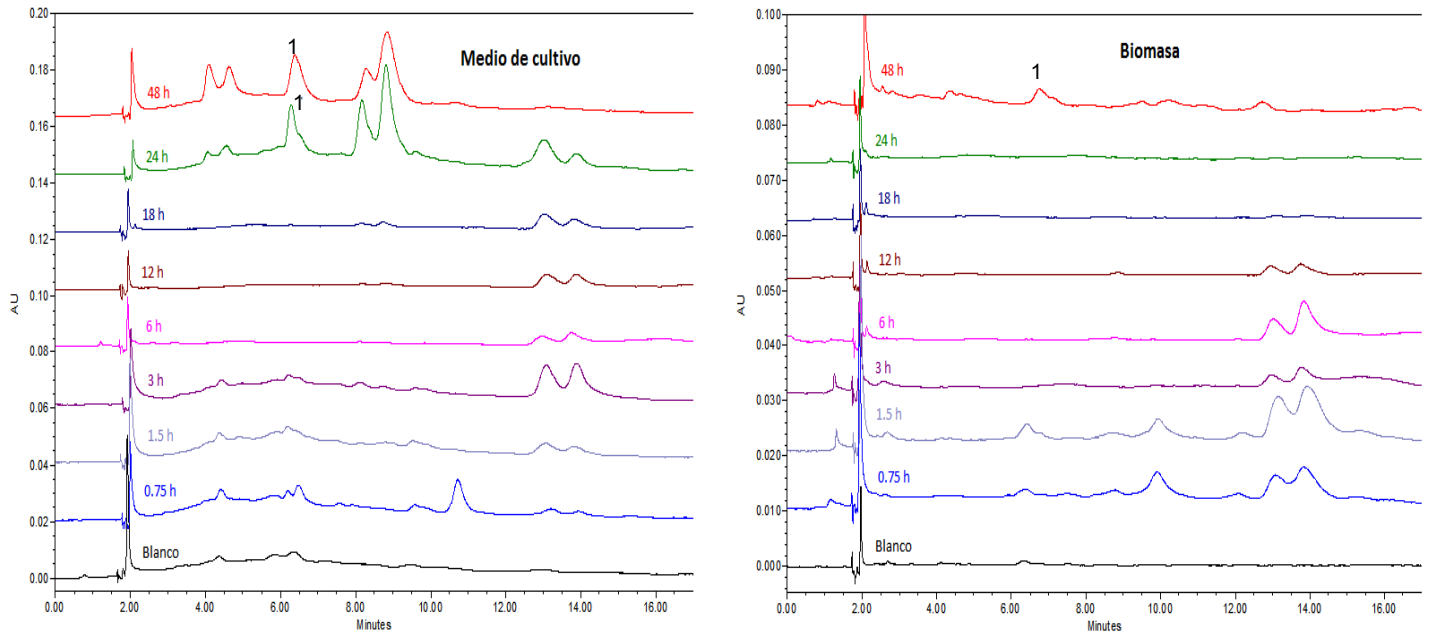 Medio de cultivo
0.20
0.18
0.16
0.14
0.12
0.10
0.08
0.06
0.04
0.02
0.00
AU
48 h
1
24 h
1
18 h
12 h
6 h
3 h
1.5 h
0.75 h
Blanco
0.00 2.00 4.00 6.00 8.00 10.00 12.00 14.00 16.00
Minutes
Biomasa
0.100
0.090
0.080
0.070
0.060
0.050
0.040
0.030
0.020
0.010
0.000
AU
48 h
1
24 h
18 h
12 h
6 h
3 h
1.5 h
0.75 h
Blanco
0.00 2.00 4.00 6.00 8.00 10.00 12.00 14.00 16.00
Minutes